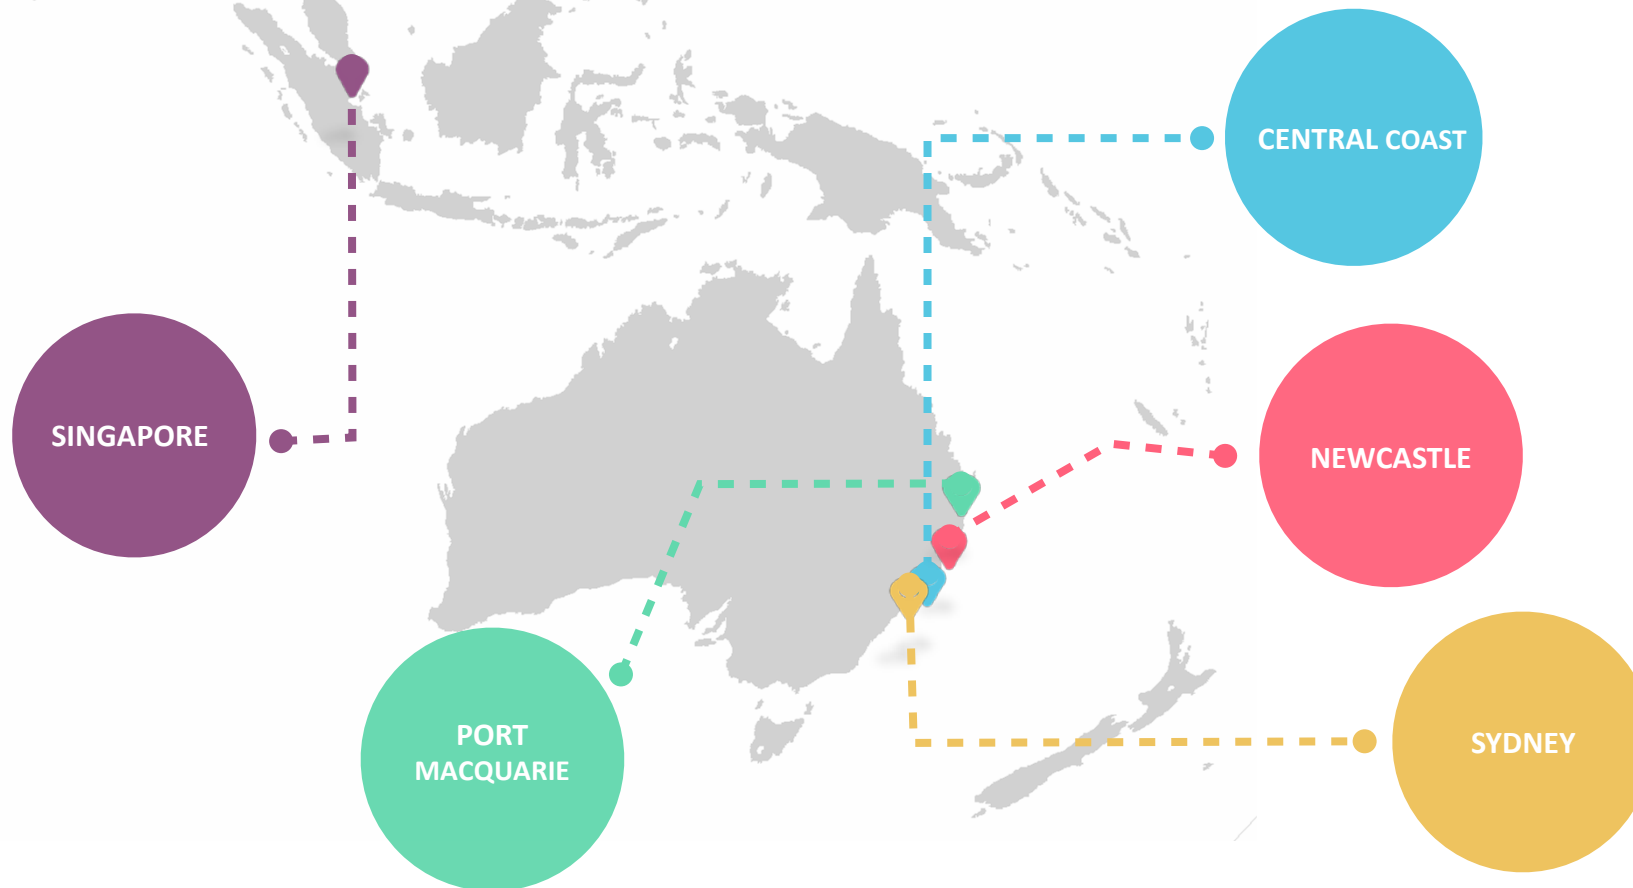 CENTRAL COAST
SINGAPORE
NEWCASTLE
PORT
MACQUARIE
SYDNEY